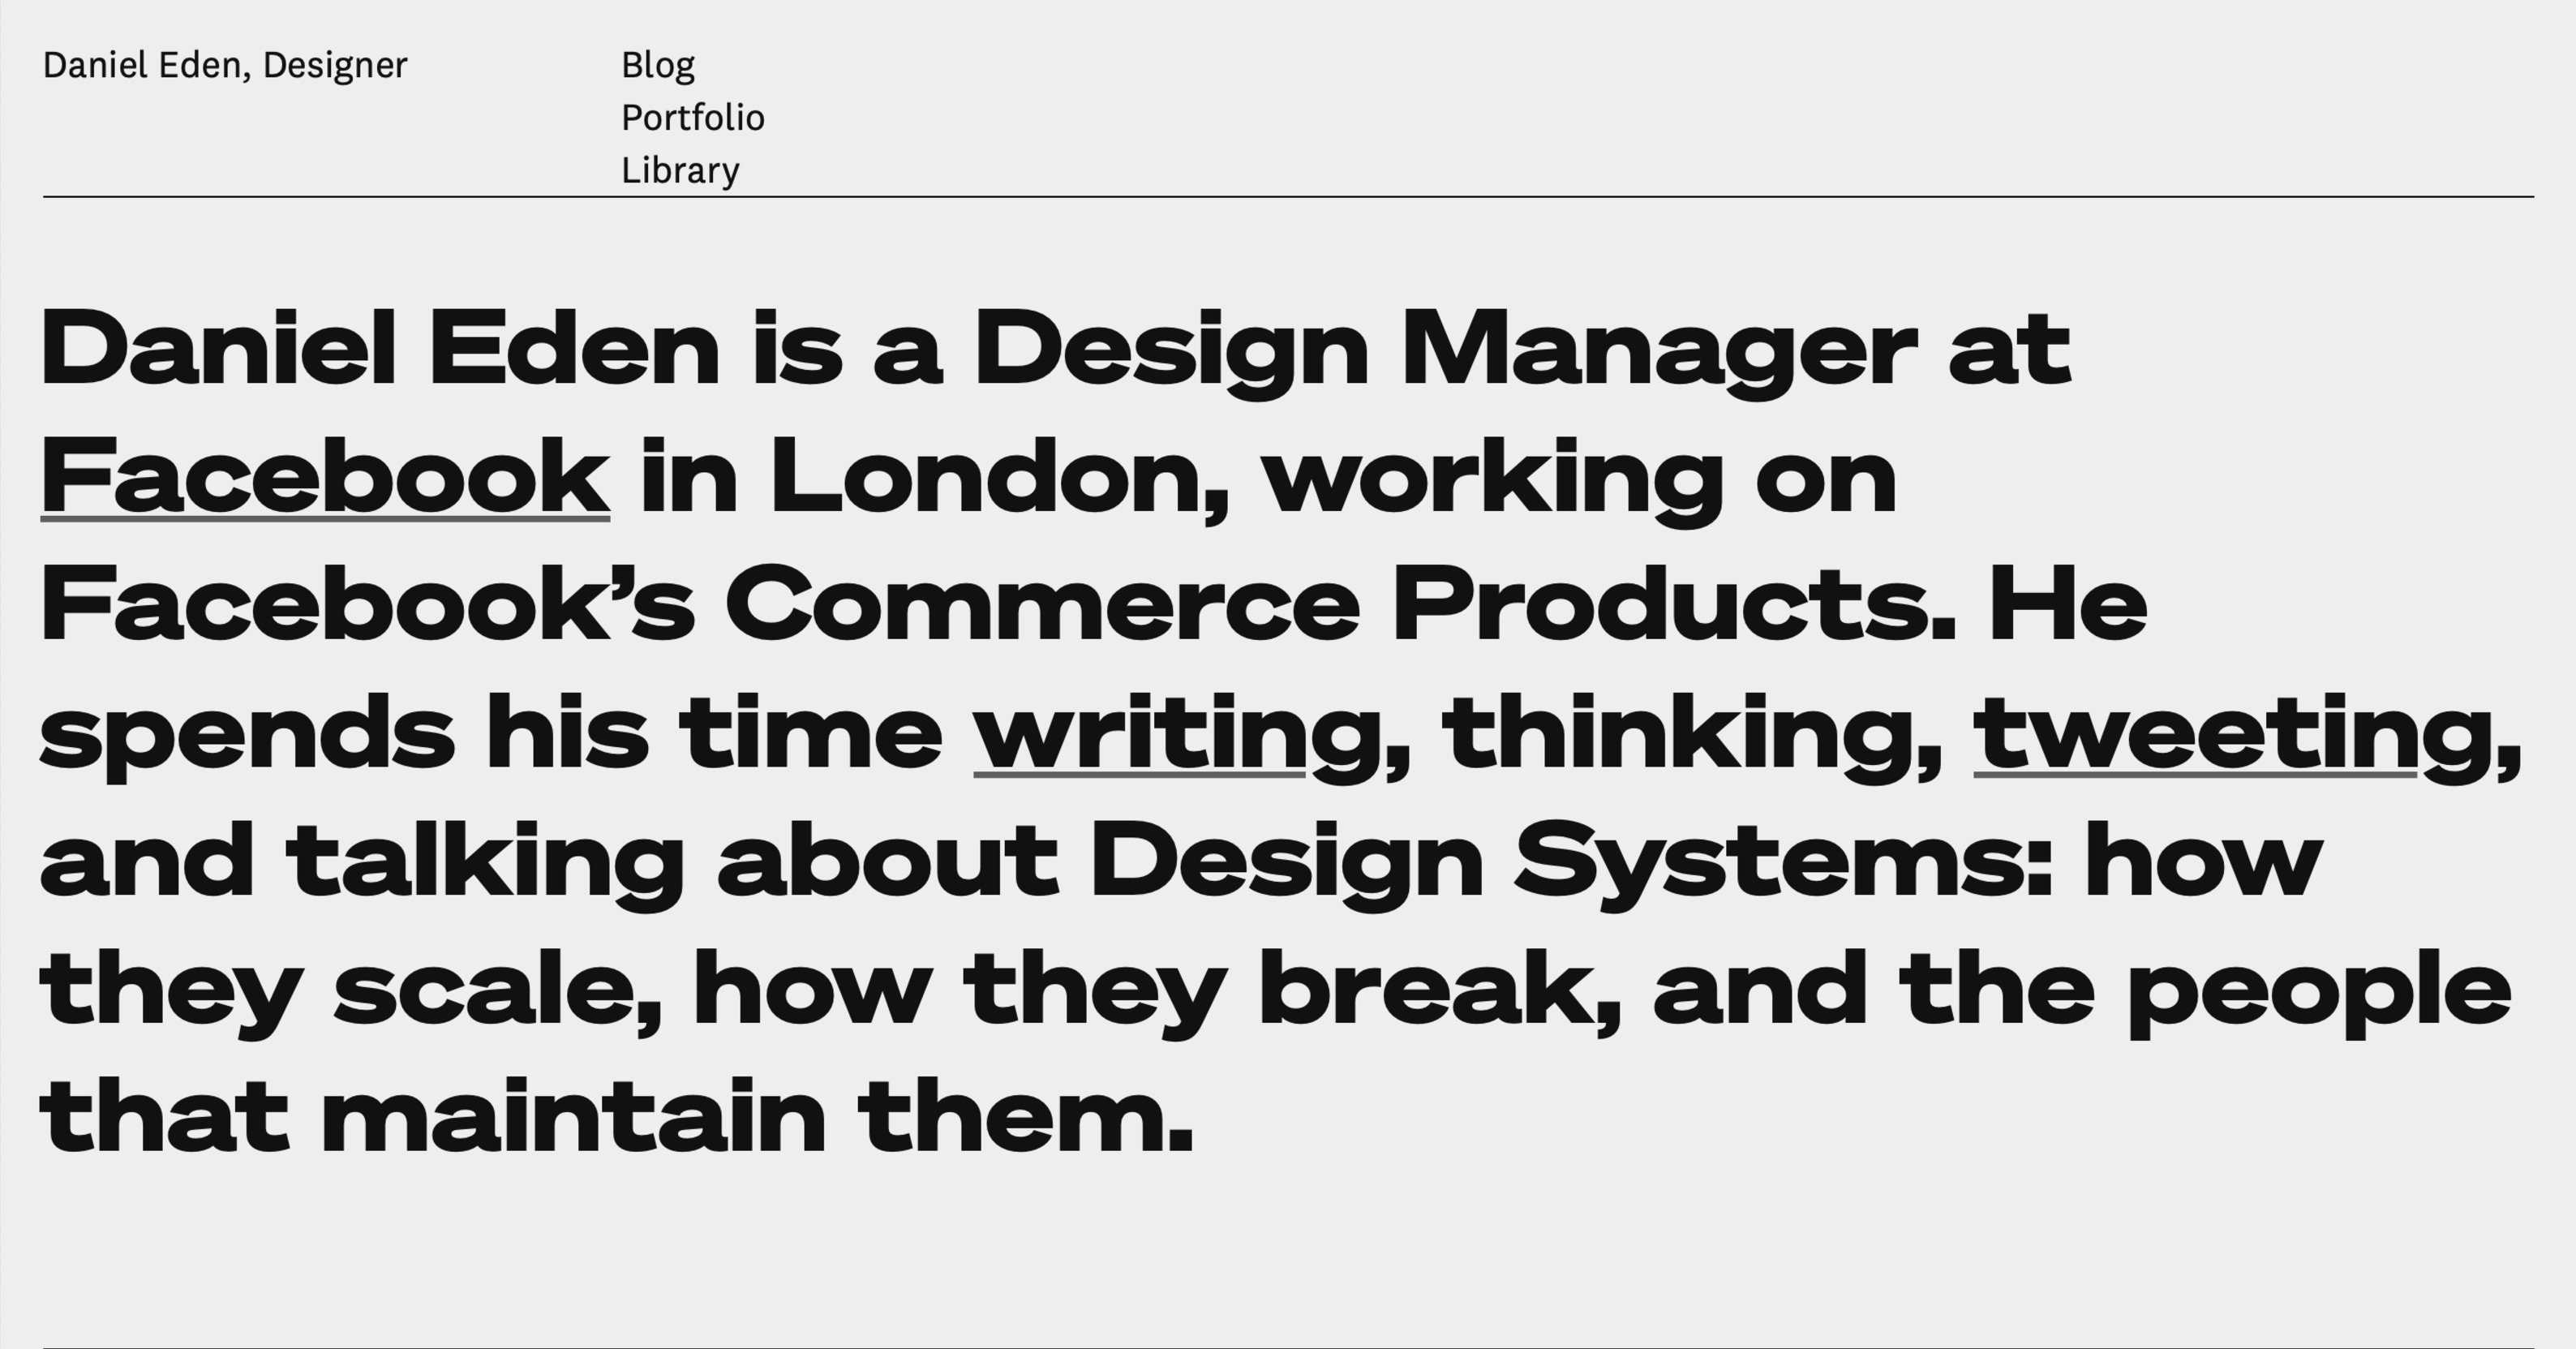 Daniel Eden, Designer
Blog
Portfolio
Library
Daniel Eden is a Design Manager at
Facebook in London, working on
Facebook’s Commerce Products. He
spends his time writing, thinking, tweeting,
and talking about Design Systems: how
they scale, how they break, and the people
that maintain them.